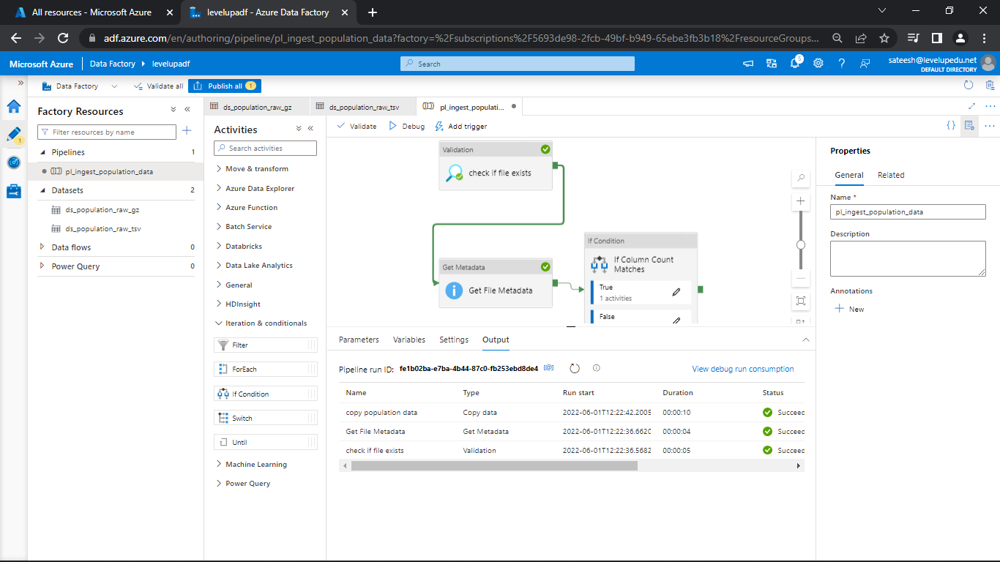 All resources - Microsoft Azure
levelupadf - Azure Data Factory
adf.azure.com/en/authoring/pipeline/pl_ingest_population_data?factory=%2Fsubscriptions%2F5693de98-2fcb-49bf-b949-65ebe3fb3b18%2FresourceGroups...
Microsoft Azure
Data Factory
levelupadf
Search
5
sateesh@levelupedu.net
DEFAULT DIRECTORY
Data Factory
Validate all
Publish all
1
1
Factory Resources
Filter resources by name
Pipelines
1
pl_ingest_population_data
Datasets
2
ds_population_raw_gz
ds_population_raw_tsv
Data flows
0
Power Query
0
ds_population_raw_gz
ds_population_raw_tsv
pl_ingest_populati...
Activities
Search activities
Move & transform
Azure Data Explorer
Azure Function
Batch Service
Databricks
Data Lake Analytics
General
HDInsight
Iteration & conditionals
Filter
ForEach
If Condition
Switch
Until
Machine Learning
Power Query
Validate
Debug
Add trigger
Validation
check if file exists
Get Metadata
Get File Metadata
If Condition
If Column Count
Matches
True
1 activities
False
Parameters
Variables
Settings
Output
Pipeline run ID: fe1b02ba-e7ba-4b44-87c0-fb253ebd8de4
View debug run consumption
Name Type Run start Duration Status
copy population data Copy data 2022-06-01T12:22:42.2005 00:00:10 Succeed
Get File Metadata Get Metadata 2022-06-01T12:22:36.662C 00:00:04 Succeed
check if file exists Validation 2022-06-01T12:22:36.5682 00:00:05 Succeed
Properties
General
Related
Name *
pl_ingest_population_data
Description
Annotations
New